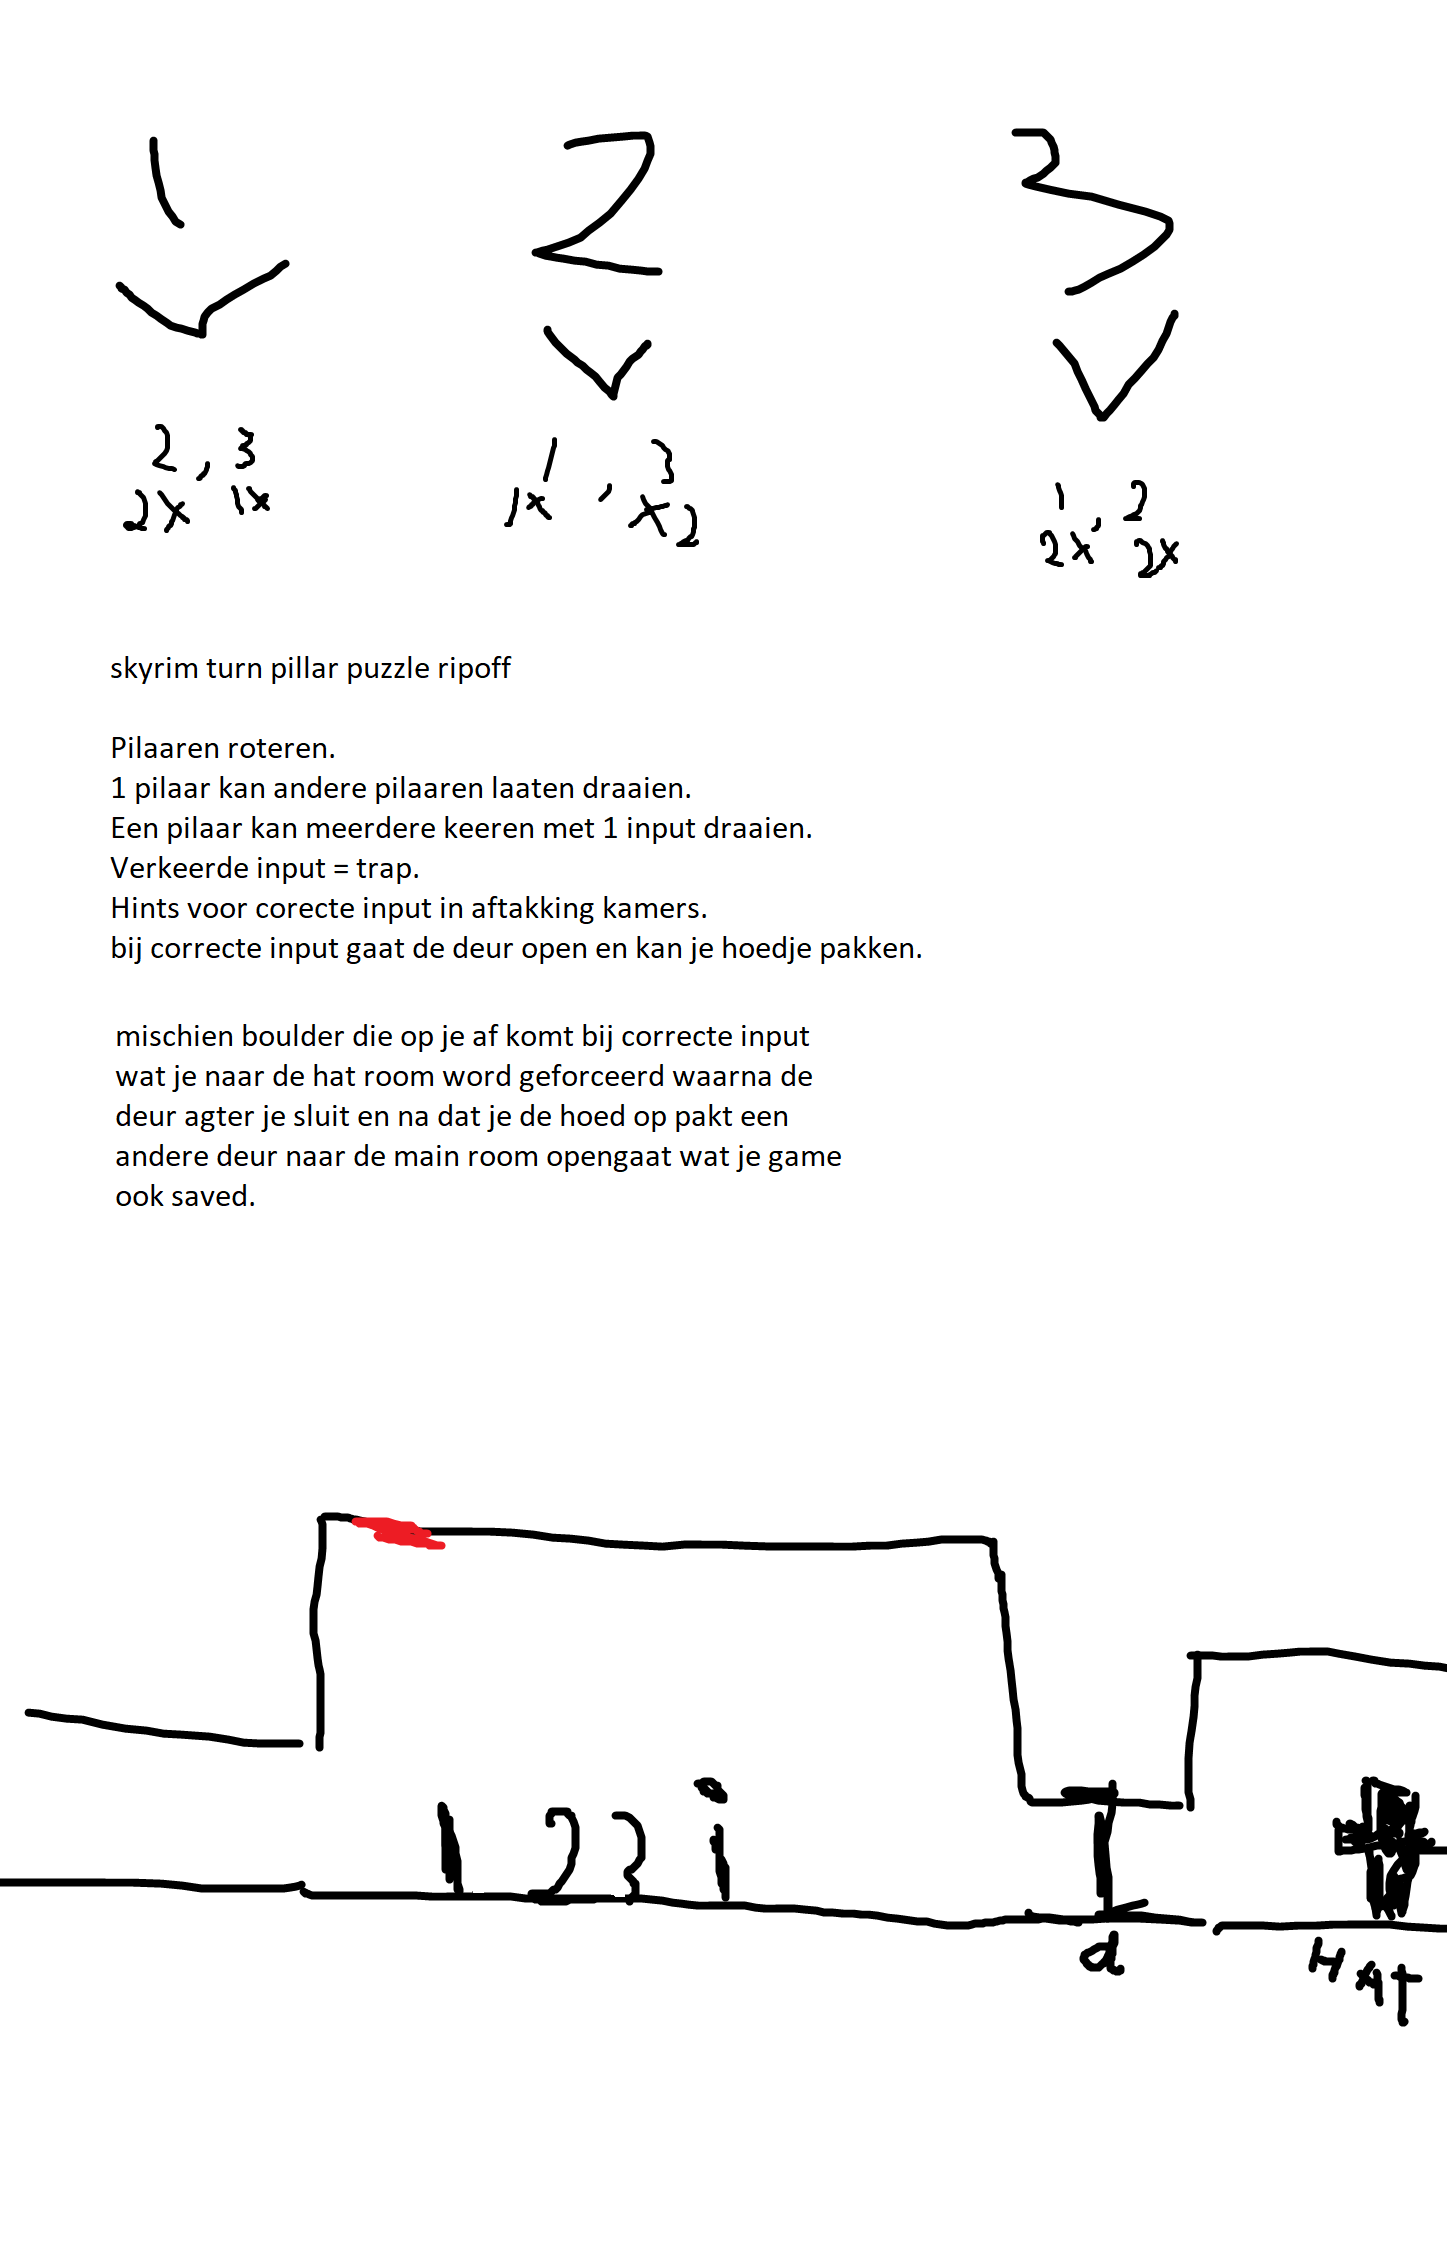 1 2 3
2 , 3 1 , 3 1 , 2
2x 1x 1x x2 2x 2x
skyrim turn pillar puzzle ripoff
Pilaaren roteren.
1 pilaar kan andere pilaaren laaten draaien.
Een pilaar kan meerdere keeren met 1 input draaien.
Verkeerde input = trap.
Hints voor corecte input in aftakking kamers.
bij correcte input gaat de deur open en kan je hoedje pakken.
mischien boulder die op je af komt bij correcte input
wat je naar de hat room word geforceerd waarna de
deur agter je sluit en na dat je de hoed op pakt een
andere deur naar de main room opengaat wat je game
ook saved.
1 2 3 i
d
HAT